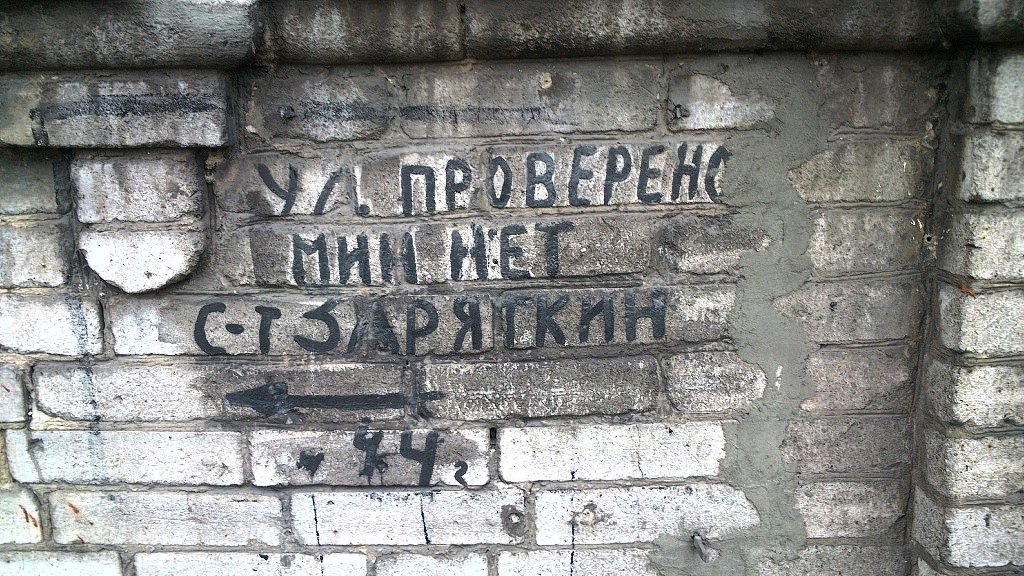 УЛ. ПРОВЕРЕНО
МИН НЕТ
С-Т ЗАРЯТКИН
44 г